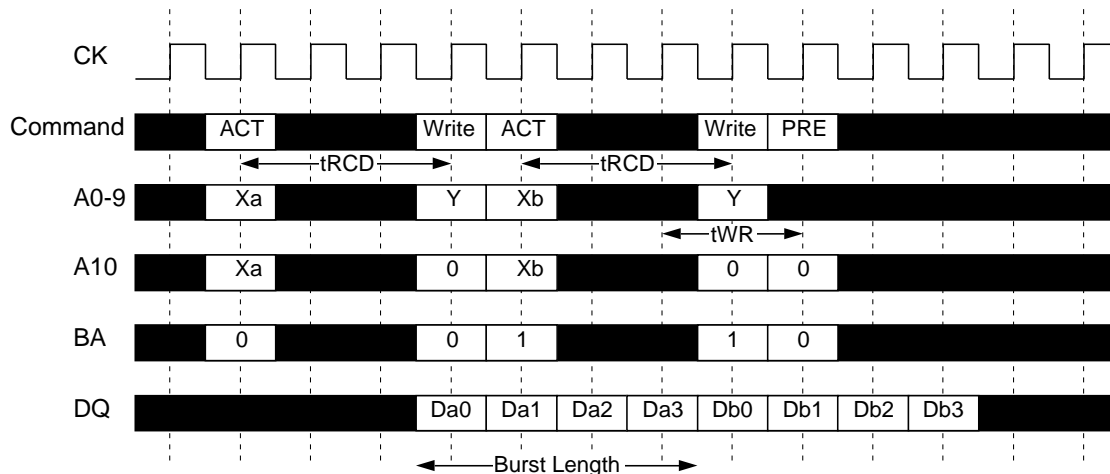 CK
Command ACT Write ACT Write PRE
tRCD tRCD
A0-9 Xa Y Xb Y
tWR
A10 Xa 0 Xb 0 0
BA 0 0 1 1 0
DQ Da0 Da1 Da2 Da3 Db0 Db1 Db2 Db3
Burst Length